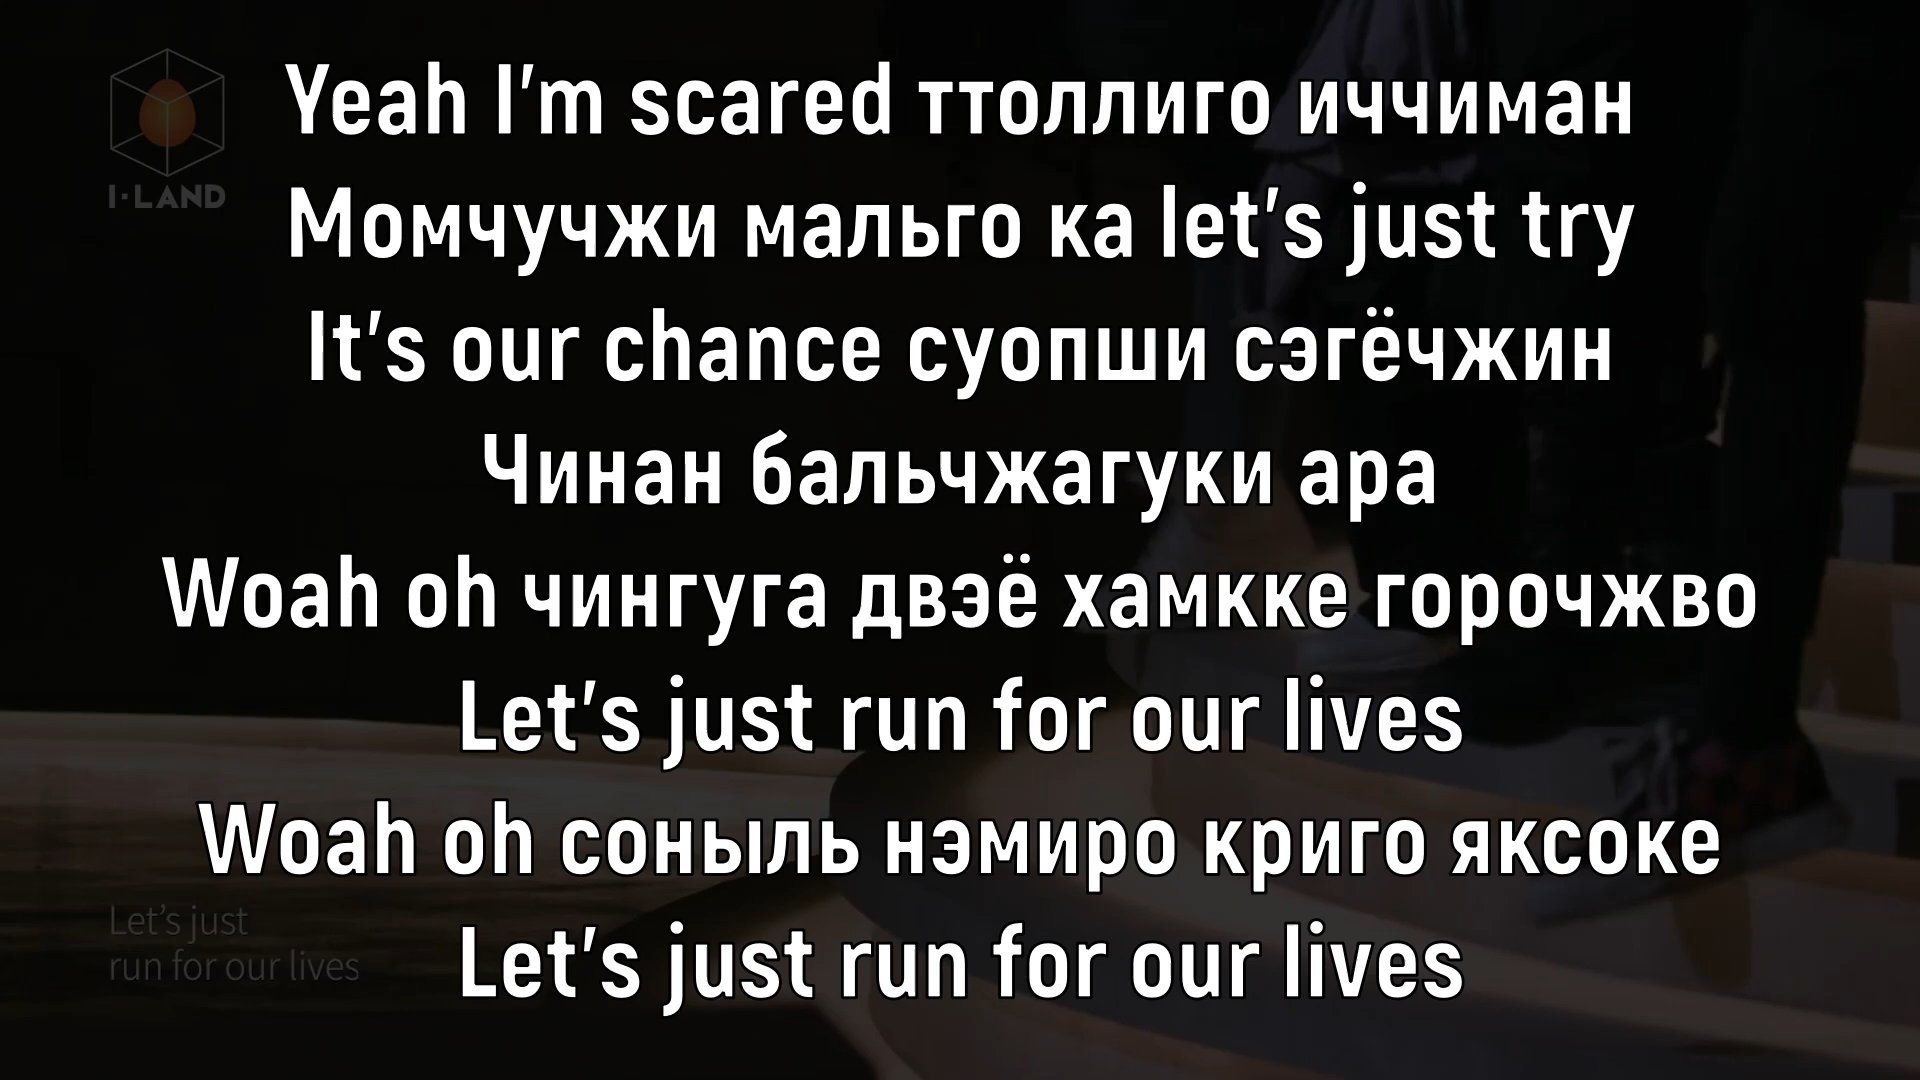 Yeah I'm scared ттоллиго иччиман
I·LAND
Момчучжи мальго ка let's just try
It's our chance суопши сэгёчжин
Чинан бальчжагуки ара
Woah oh чингуга двэё хамкке горочжво
Let's just run for our lives
Woah oh соныль нэмиро криго яксоке
Let's just run for our lives
Let's just
run for our lives